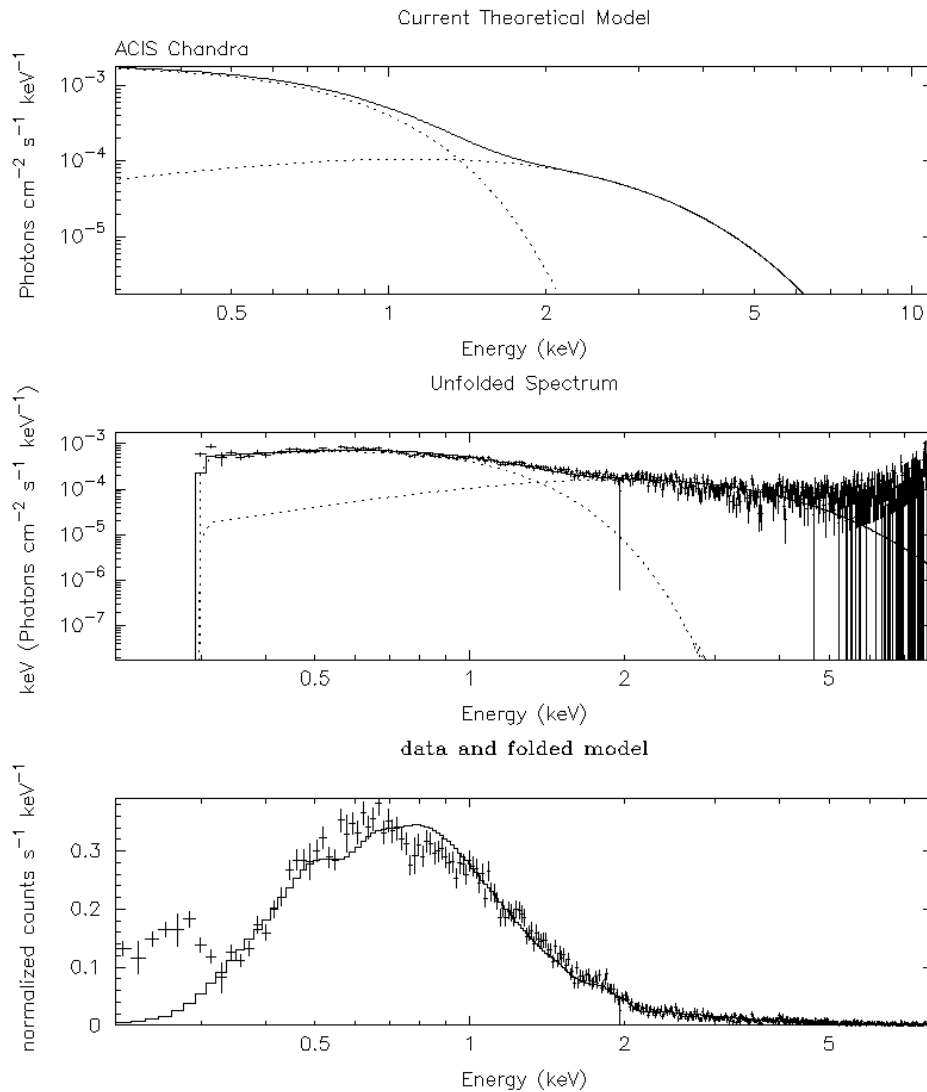 Current Theoretical Model
ACIS Chandra
Photons cm⁻² s⁻¹ keV⁻¹
10⁻³
10⁻⁴
10⁻⁵
0.5 1 2 5 10
Energy (keV)
Unfolded Spectrum
keV (Photons cm⁻² s⁻¹ keV⁻¹)
10⁻³
10⁻⁴
10⁻⁵
10⁻⁶
10⁻⁷
0.5 1 2 5
Energy (keV)
data and folded model
normalized counts s⁻¹ keV⁻¹
0.3
0.2
0.1
0
0.5 1 2 5
Energy (keV)